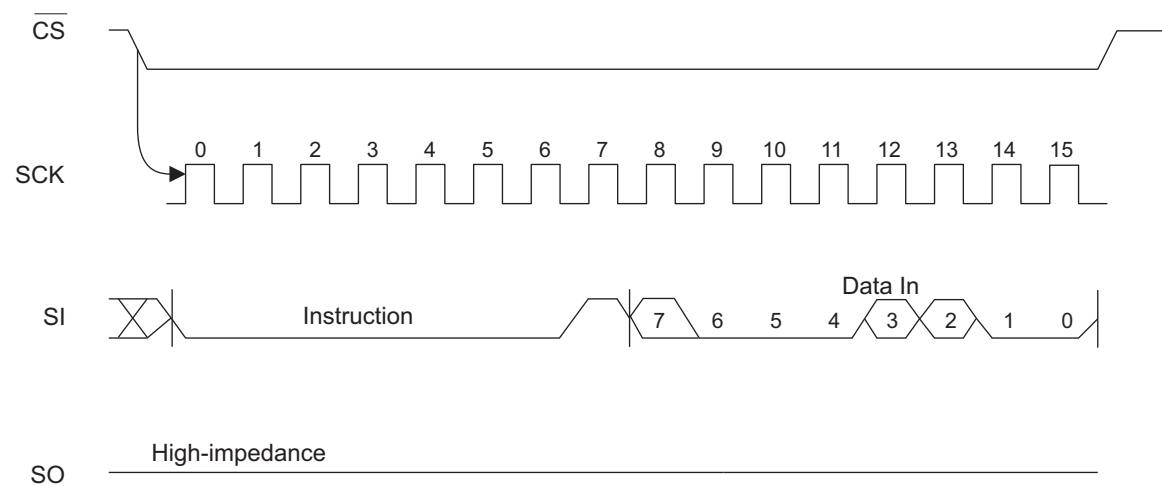 CS
SCK 0 1 2 3 4 5 6 7 8 9 10 11 12 13 14 15
Data In
SI Instruction 7 6 5 4 3 2 1 0
High-impedance
SO